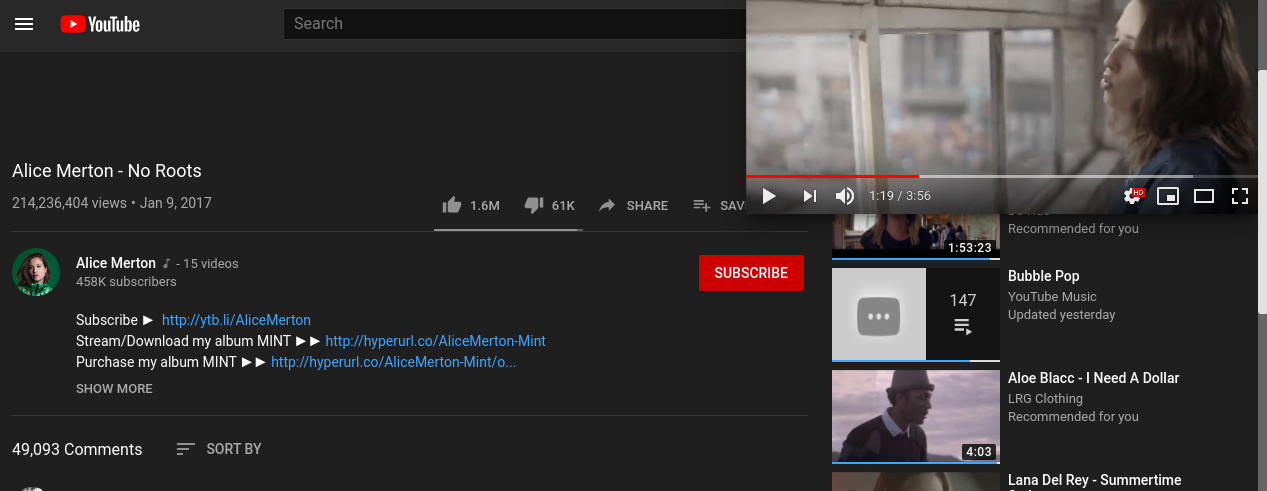 YouTube
Search
Alice Merton - No Roots
214,236,404 views • Jan 9, 2017
1.6M
61K
SHARE
SAV
1:19 / 3:56
HD
Alice Merton - 15 videos
458K subscribers
SUBSCRIBE
Subscribe ► http://ytb.li/AliceMerton
Stream/Download my album MINT ►► http://hyperurl.co/AliceMerton-Mint
Purchase my album MINT ►► http://hyperurl.co/AliceMerton-Mint/o...
SHOW MORE
49,093 Comments
SORT BY
1:53:23
Recommended for you
147
Bubble Pop
YouTube Music
Updated yesterday
4:03
Aloe Blacc - I Need A Dollar
LRG Clothing
Recommended for you
Lana Del Rey - Summertime